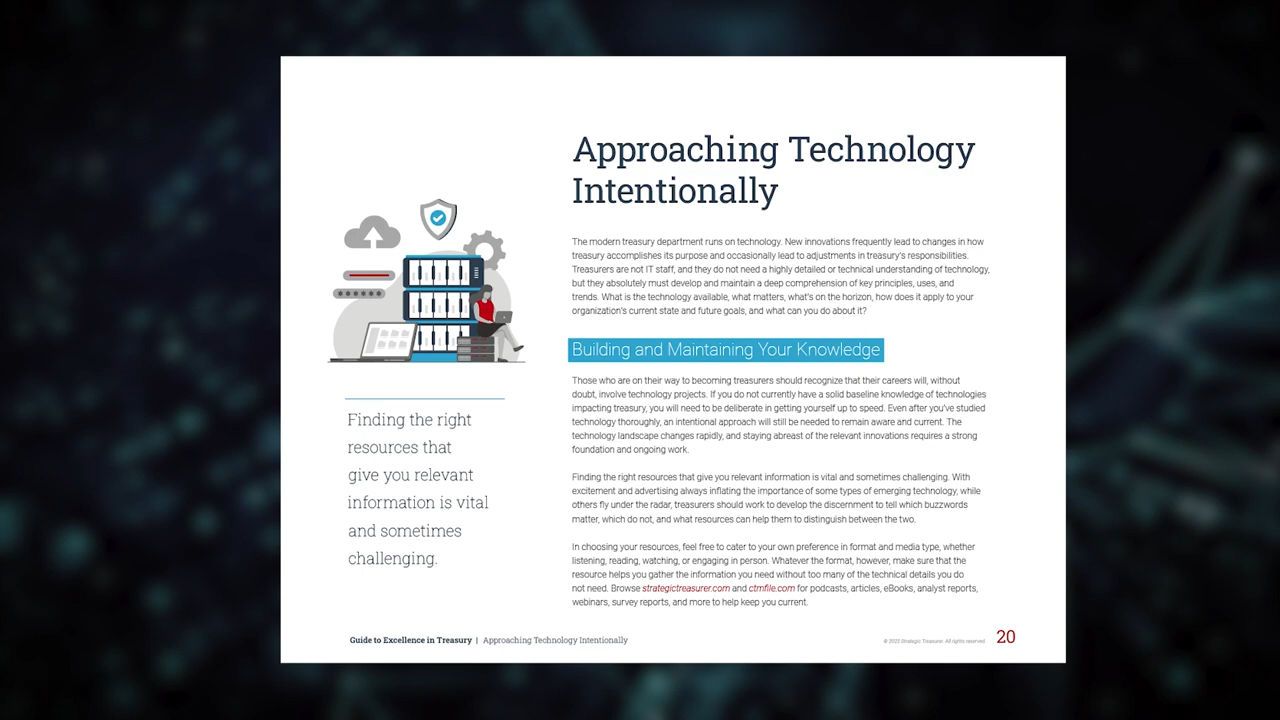 Approaching Technology
Intentionally
The modern treasury department runs on technology. New innovations frequently lead to changes in how
treasury accomplishes its purpose and occasionally lead to adjustments in treasury's responsibilities.
Treasurers are not IT staff, and they do not need a highly detailed or technical understanding of technology,
but they absolutely must develop and maintain a deep comprehension of key principles, uses, and
trends. What is the technology available, what matters, what's on the horizon, how does it apply to your
organization's current state and future goals, and what can you do about it?
Building and Maintaining Your Knowledge
Those who are on their way to becoming treasurers should recognize that their careers will, without
doubt, involve technology projects. If you do not currently have a solid baseline knowledge of technologies
impacting treasury, you will need to be deliberate in getting yourself up to speed. Even after you've studied
technology thoroughly, an intentional approach will still be needed to remain aware and current. The
technology landscape changes rapidly, and staying abreast of the relevant innovations requires a strong
foundation and ongoing work.
Finding the right resources that give you relevant information is vital and sometimes challenging. With
excitement and advertising always inflating the importance of some types of emerging technology, while
others fly under the radar, treasurers should work to develop the discernment to tell which buzzwords
matter, which do not, and what resources can help them to distinguish between the two.
In choosing your resources, feel free to cater to your own preference in format and media type, whether
listening, reading, watching, or engaging in person. Whatever the format, however, make sure that the
resource helps you gather the information you need without too many of the technical details you do
not need. Browse strategictreasurer.com and ctmfile.com for podcasts, articles, eBooks, analyst reports,
webinars, survey reports, and more to help keep you current.
Finding the right
resources that
give you relevant
information is vital
and sometimes
challenging.
Guide to Excellence in Treasury | Approaching Technology Intentionally
© 2023 Strategic Treasurer. All rights reserved. 20